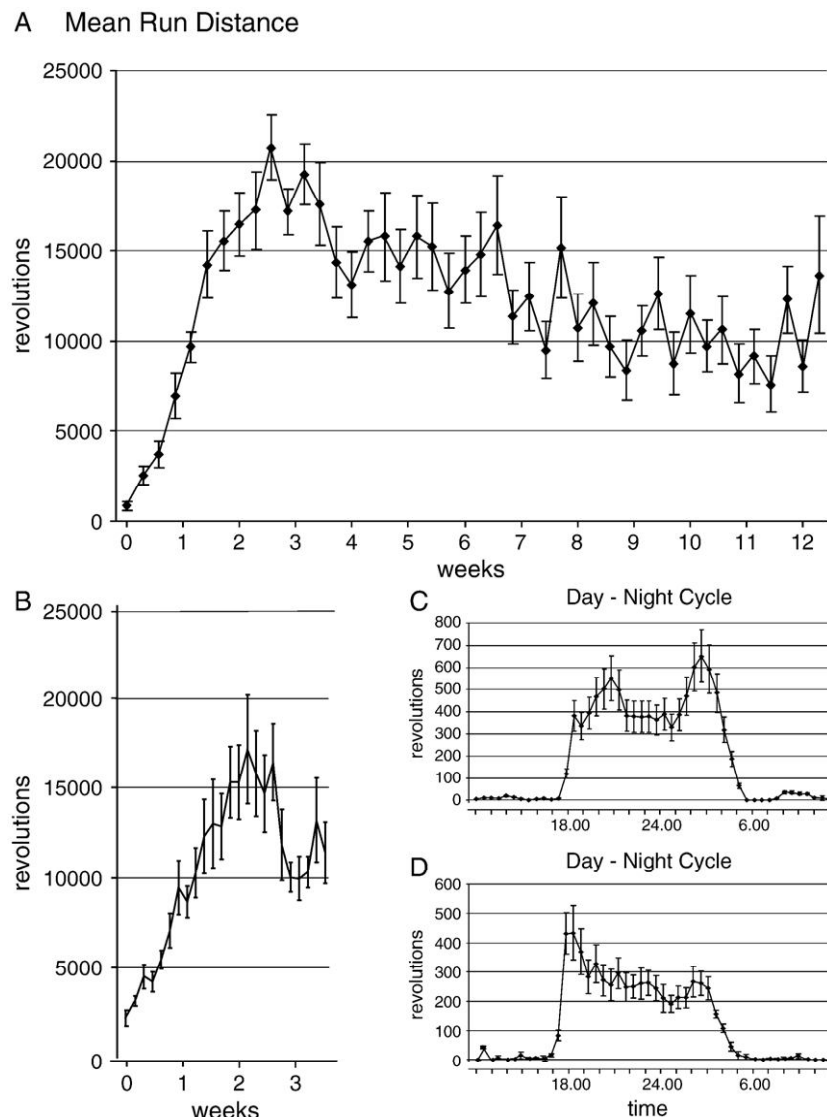 A Mean Run Distance
25000
20000
15000
10000
5000
0
revolutions
0 1 2 3 4 5 6 7 8 9 10 11 12
weeks
B
25000
20000
15000
10000
5000
0
revolutions
0 1 2 3
weeks
C Day - Night Cycle
800
700
600
500
400
300
200
100
0
revolutions
18.00 24.00 6.00
D Day - Night Cycle
600
500
400
300
200
100
0
revolutions
18.00 24.00 6.00
time